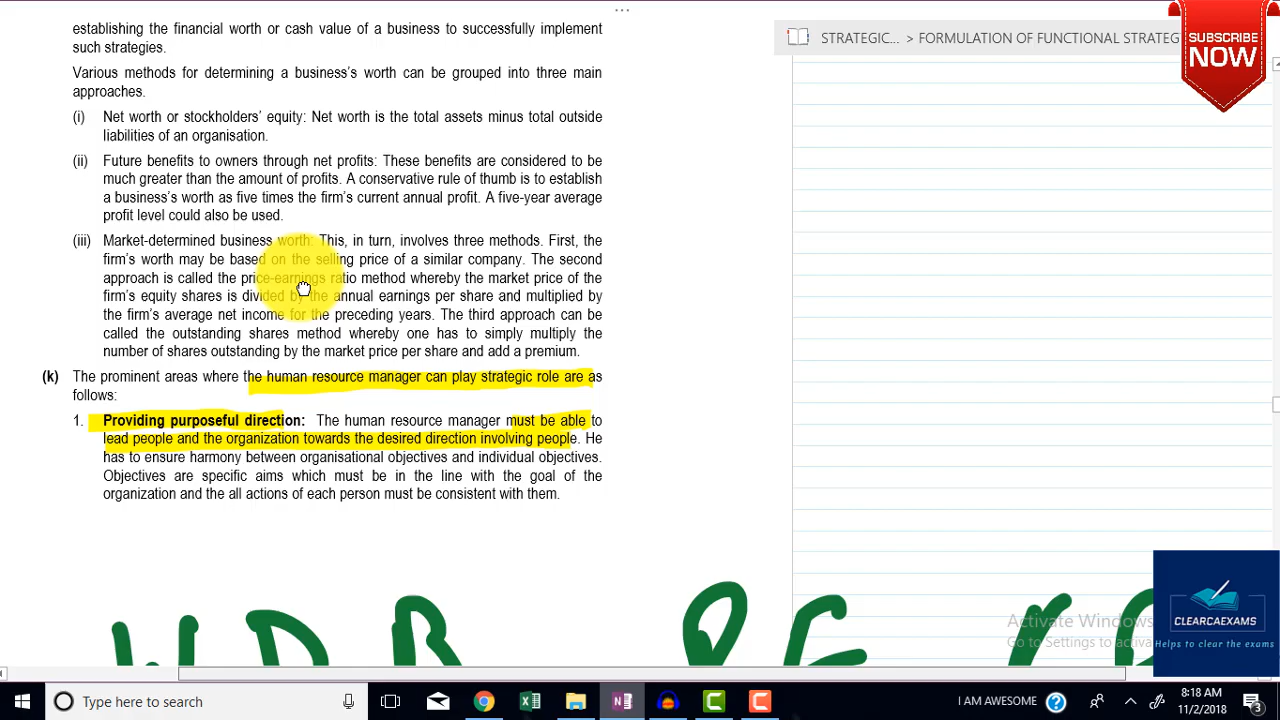 ...
establishing the financial worth or cash value of a business to successfully implement
such strategies.
Various methods for determining a business's worth can be grouped into three main
approaches.
(i) Net worth or stockholders' equity: Net worth is the total assets minus total outside
liabilities of an organisation.
(ii) Future benefits to owners through net profits: These benefits are considered to be
much greater than the amount of profits. A conservative rule of thumb is to establish
a business's worth as five times the firm's current annual profit. A five-year average
profit level could also be used.
(iii) Market-determined business worth: This, in turn, involves three methods. First, the
firm's worth may be based on the selling price of a similar company. The second
approach is called the price-earnings ratio method whereby the market price of the
firm's equity shares is divided by the annual earnings per share and multiplied by
the firm's average net income for the preceding years. The third approach can be
called the outstanding shares method whereby one has to simply multiply the
number of shares outstanding by the market price per share and add a premium.
(k) The prominent areas where the human resource manager can play strategic role are as
follows:
1. Providing purposeful direction: The human resource manager must be able to
lead people and the organization towards the desired direction involving people. He
has to ensure harmony between organisational objectives and individual objectives.
Objectives are specific aims which must be in the line with the goal of the
organization and the all actions of each person must be consistent with them.
STRATEGIC... > FORMULATION OF FUNCTIONAL STRATEG
SUBSCRIBE
NOW
Activate Windows
Go to Settings to activa
CLEARCAEXAMS
Helps to clear the exams
Type here to search
I AM AWESOME
8:18 AM
11/2/2018
3